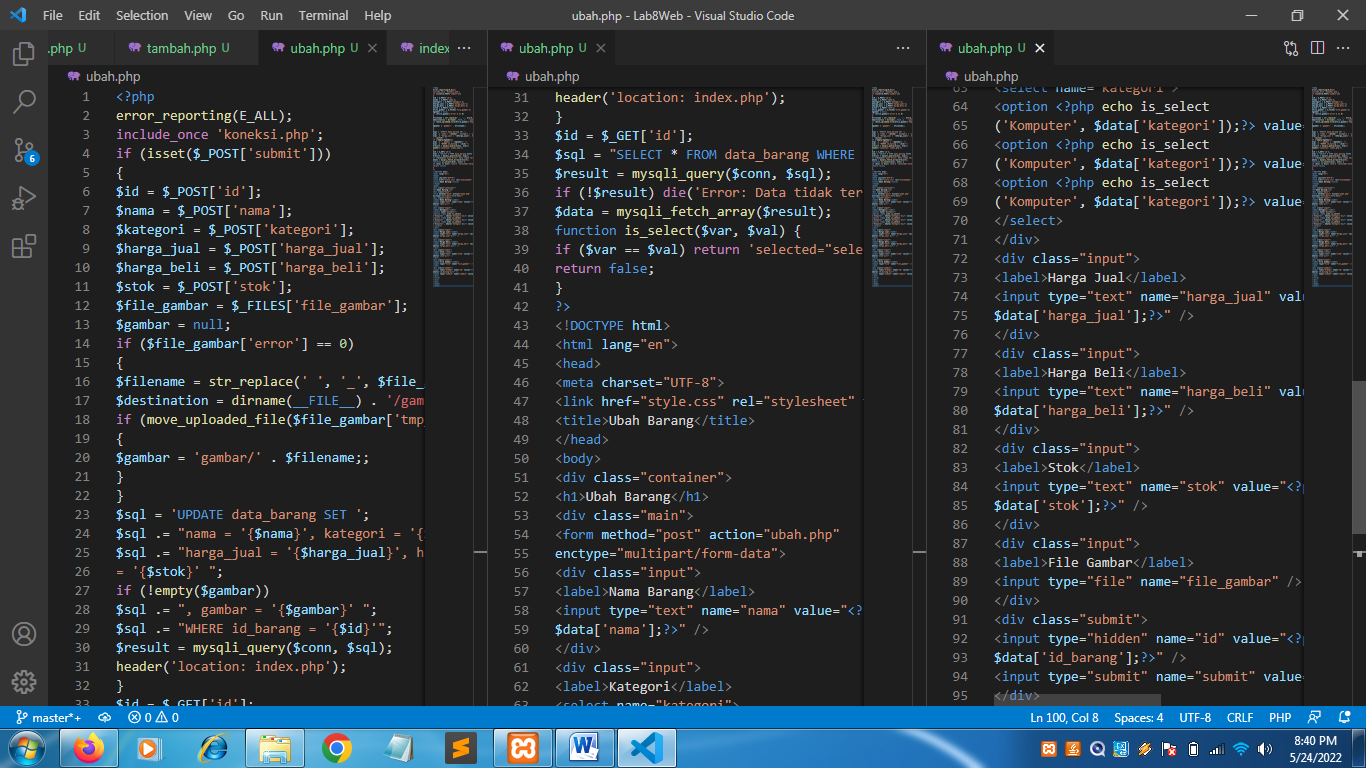 File Edit Selection View Go Run Terminal Help
ubah.php - Lab8Web - Visual Studio Code
.php U
tambah.php U
ubah.php U
index
ubah.php
1 <?php
2 error_reporting(E_ALL);
3 include_once 'koneksi.php';
4 if (isset($_POST['submit']))
5 {
6 $id = $_POST['id'];
7 $nama = $_POST['nama'];
8 $kategori = $_POST['kategori'];
9 $harga_jual = $_POST['harga_jual'];
10 $harga_beli = $_POST['harga_beli'];
11 $stok = $_POST['stok'];
12 $file_gambar = $_FILES['file_gambar'];
13 $gambar = null;
14 if ($file_gambar['error'] == 0)
15 {
16 $filename = str_replace(' ', '_', $file_
17 $destination = dirname(__FILE__) . '/gam
18 if (move_uploaded_file($file_gambar['tmp_
19 {
20 $gambar = 'gambar/' . $filename;;
21 }
22 }
23 $sql = 'UPDATE data_barang SET ';
24 $sql .= "nama = '{$nama}', kategori = '{
25 $sql .= "harga_jual = '{$harga_jual}', h
26 = '{$stok}' ";
27 if (!empty($gambar))
28 $sql .= ", gambar = '{$gambar}' ";
29 $sql .= "WHERE id_barang = '{$id}'";
30 $result = mysqli_query($conn, $sql);
31 header('location: index.php');
32 }
33 $id = $_GET['id'];
ubah.php U
ubah.php
31 header('location: index.php');
32 }
33 $id = $_GET['id'];
34 $sql = "SELECT * FROM data_barang WHERE
35 $result = mysqli_query($conn, $sql);
36 if (!$result) die('Error: Data tidak ter
37 $data = mysqli_fetch_array($result);
38 function is_select($var, $val) {
39 if ($var == $val) return 'selected="sele
40 return false;
41 }
42 ?>
43 <!DOCTYPE html>
44 <html lang="en">
45 <head>
46 <meta charset="UTF-8">
47 <link href="style.css" rel="stylesheet"
48 <title>Ubah Barang</title>
49 </head>
50 <body>
51 <div class="container">
52 <h1>Ubah Barang</h1>
53 <div class="main">
54 <form method="post" action="ubah.php"
55 enctype="multipart/form-data">
56 <div class="input">
57 <label>Nama Barang</label>
58 <input type="text" name="nama" value="<?
59 $data['nama'];?>" />
60 </div>
61 <div class="input">
62 <label>Kategori</label>
63 <select name="kategori">
ubah.php U
ubah.php
63 <select name="kategori">
64 <option <?php echo is_select
65 ('Komputer', $data['kategori']);?> value=
66 <option <?php echo is_select
67 ('Komputer', $data['kategori']);?> value=
68 <option <?php echo is_select
69 ('Komputer', $data['kategori']);?> value=
70 </select>
71 </div>
72 <div class="input">
73 <label>Harga Jual</label>
74 <input type="text" name="harga_jual" valu
75 $data['harga_jual'];?>" />
76 </div>
77 <div class="input">
78 <label>Harga Beli</label>
79 <input type="text" name="harga_beli" valu
80 $data['harga_beli'];?>" />
81 </div>
82 <div class="input">
83 <label>Stok</label>
84 <input type="text" name="stok" value="<?p
85 $data['stok'];?>" />
86 </div>
87 <div class="input">
88 <label>File Gambar</label>
89 <input type="file" name="file_gambar" />
90 </div>
91 <div class="submit">
92 <input type="hidden" name="id" value="<?p
93 $data['id_barang'];?>" />
94 <input type="submit" name="submit" value=
95 </div>
6
master*+ 0 0
Ln 100, Col 8 Spaces: 4 UTF-8 CRLF PHP
8:40 PM
5/24/2022